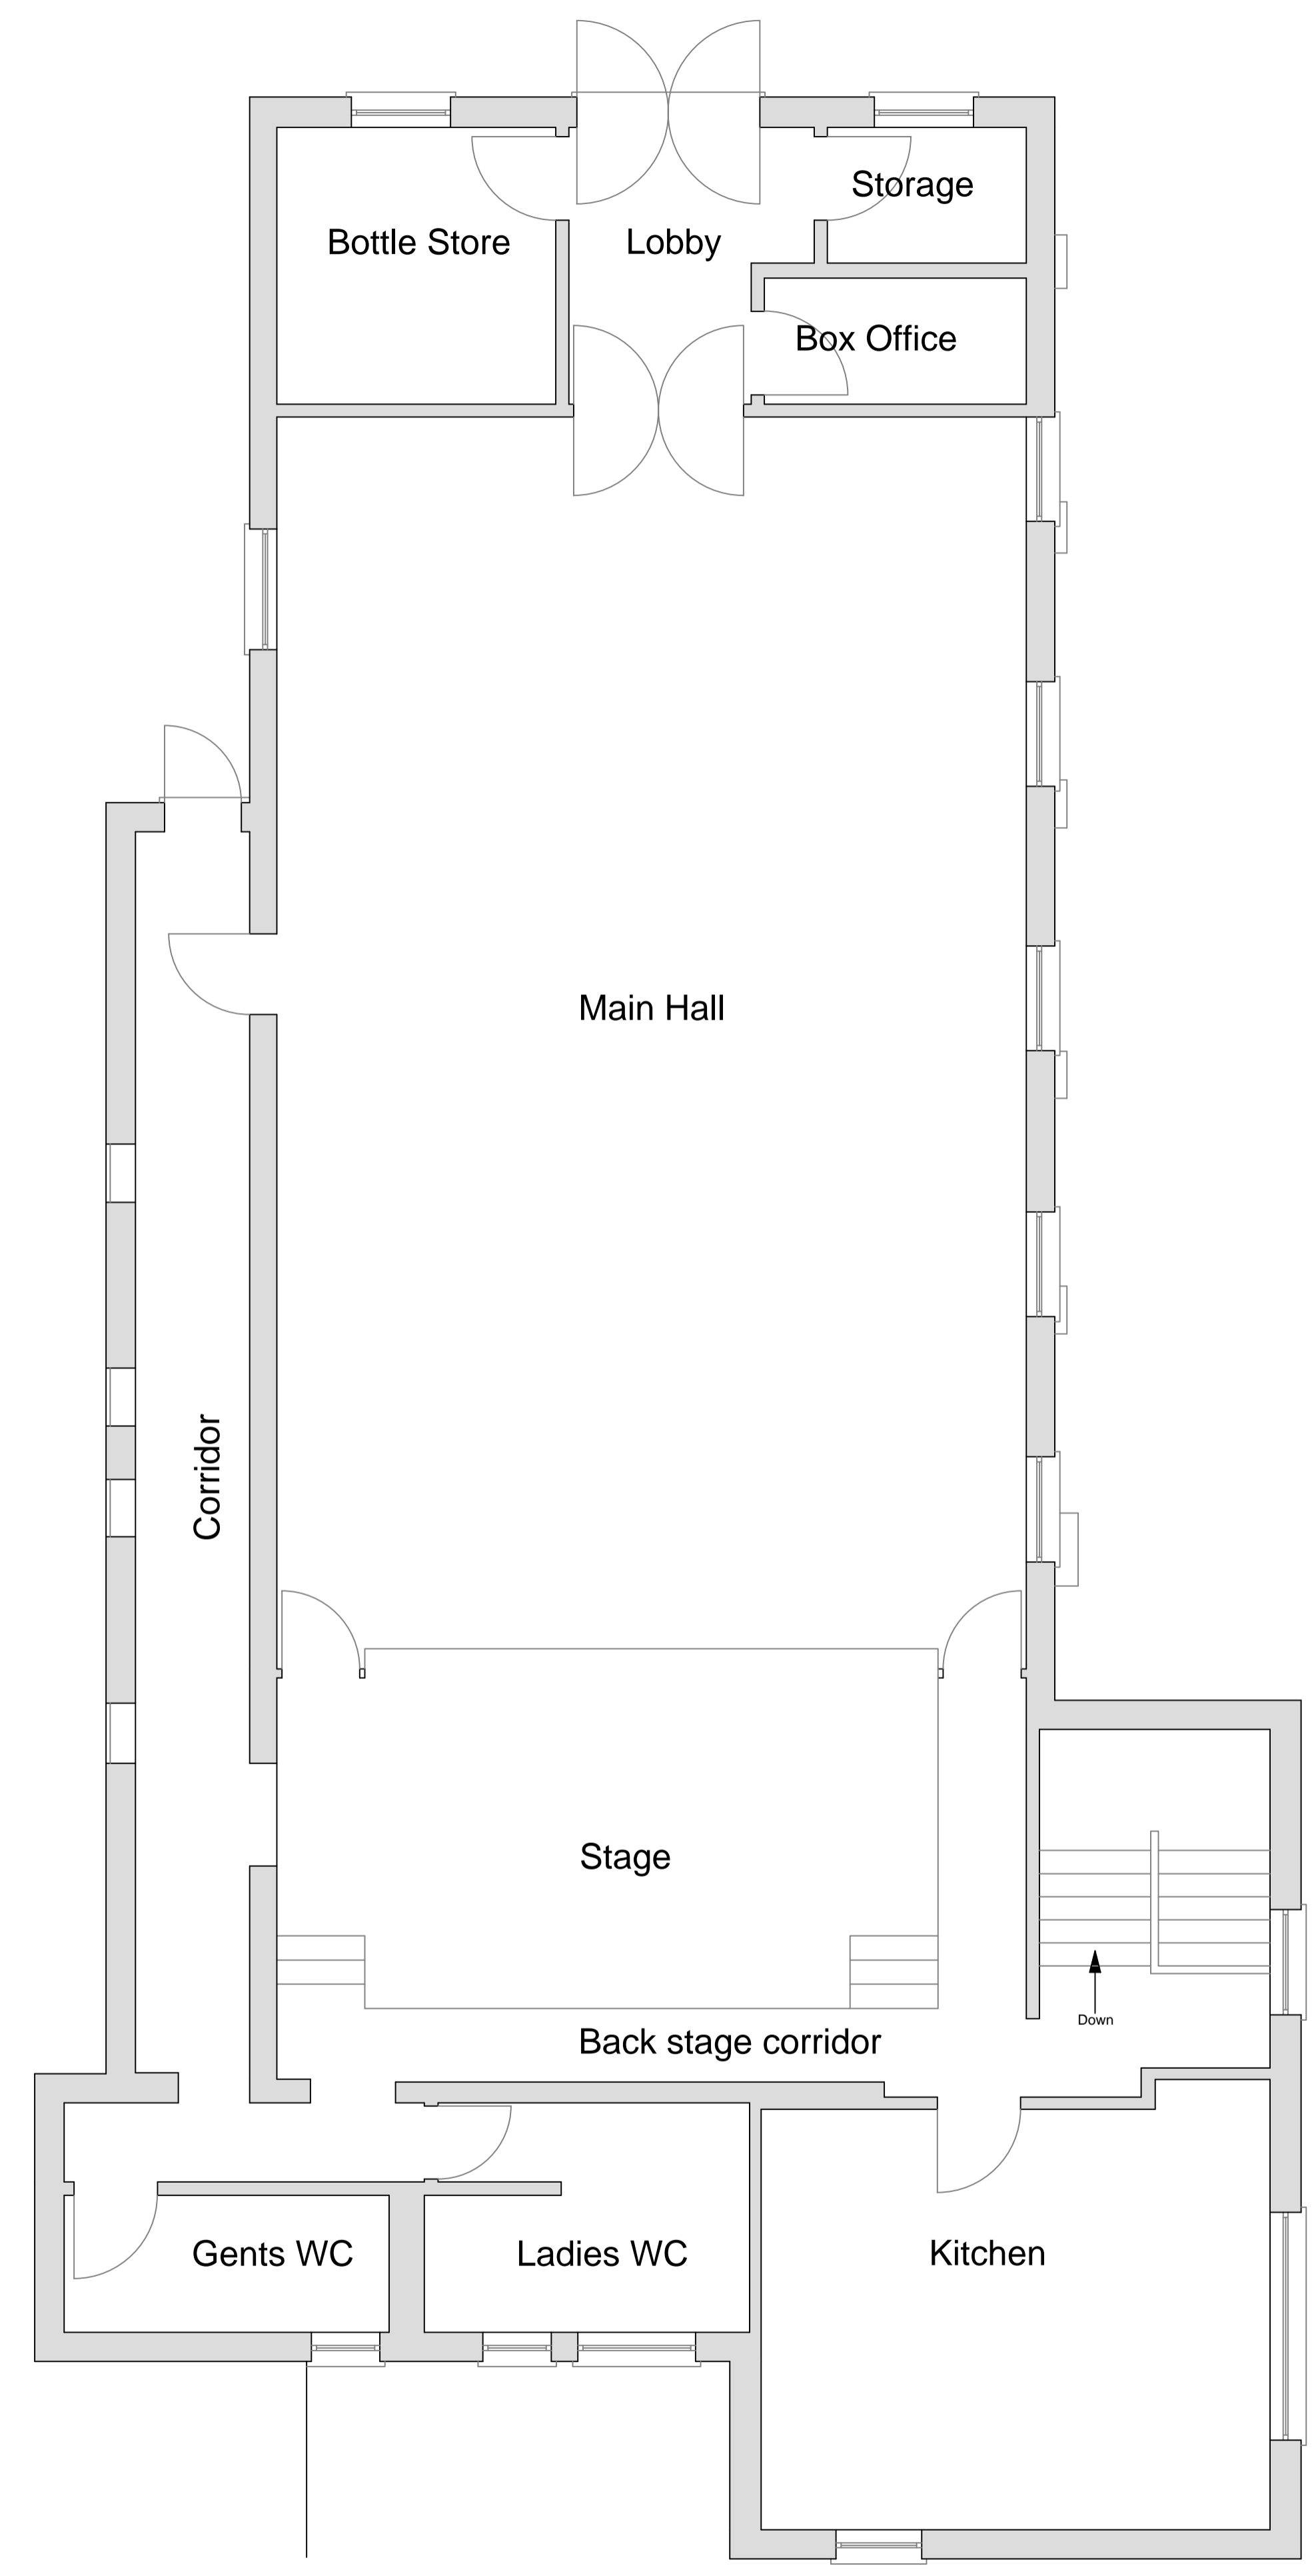 Storage
Bottle Store
Lobby
Box Office
Main Hall
Corridor
Stage
Down
Back stage corridor
Gents WC
Ladies WC
Kitchen